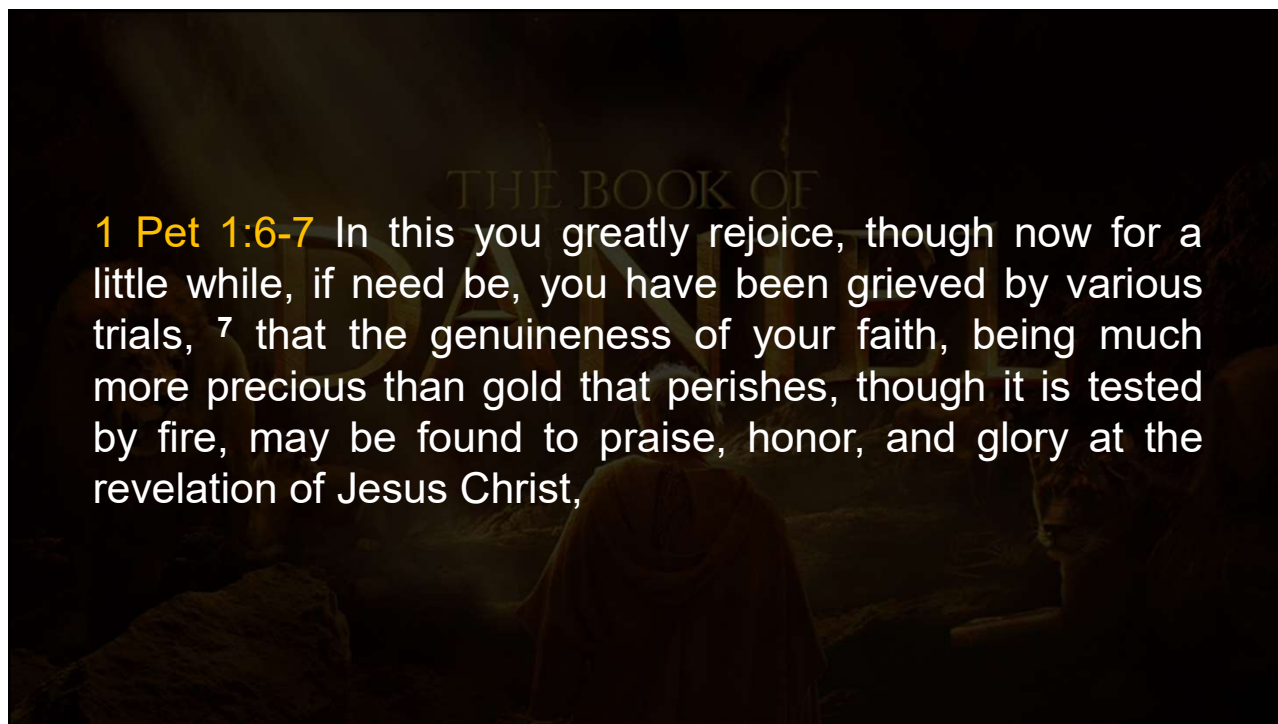 THE BOOK OF
DANIEL
1 Pet 1:6-7 In this you greatly rejoice, though now for a
little while, if need be, you have been grieved by various
trials, ⁷ that the genuineness of your faith, being much
more precious than gold that perishes, though it is tested
by fire, may be found to praise, honor, and glory at the
revelation of Jesus Christ,